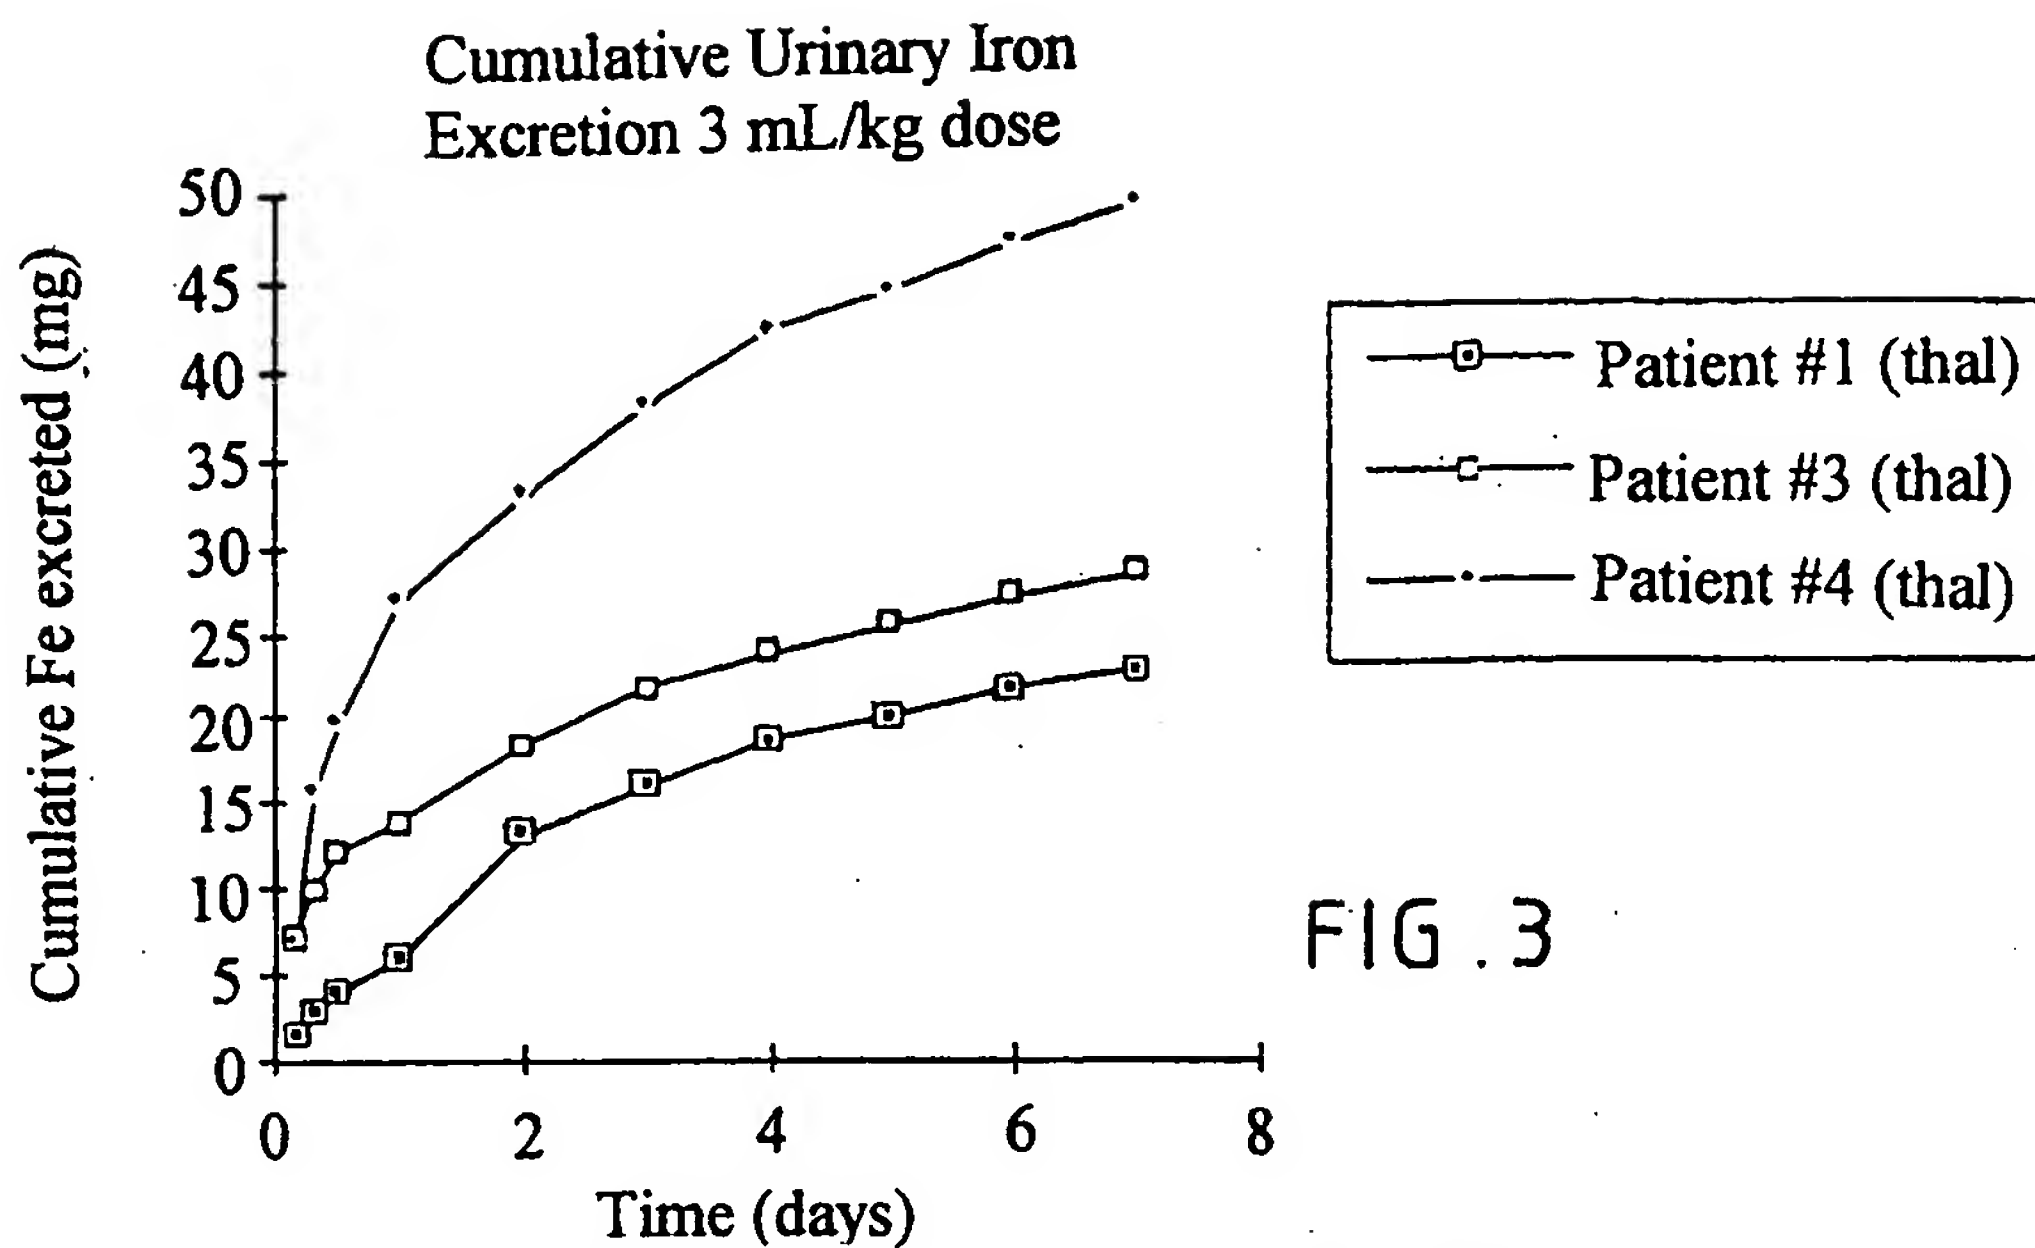 Cumulative Urinary Iron
Excretion 3 mL/kg dose
Cumulative Fe excreted (mg)
50
45
40
35
30
25
20
15
10
5
0
0 2 4 6 8
Time (days)
Patient #1 (thal)
Patient #3 (thal)
Patient #4 (thal)
FIG.3